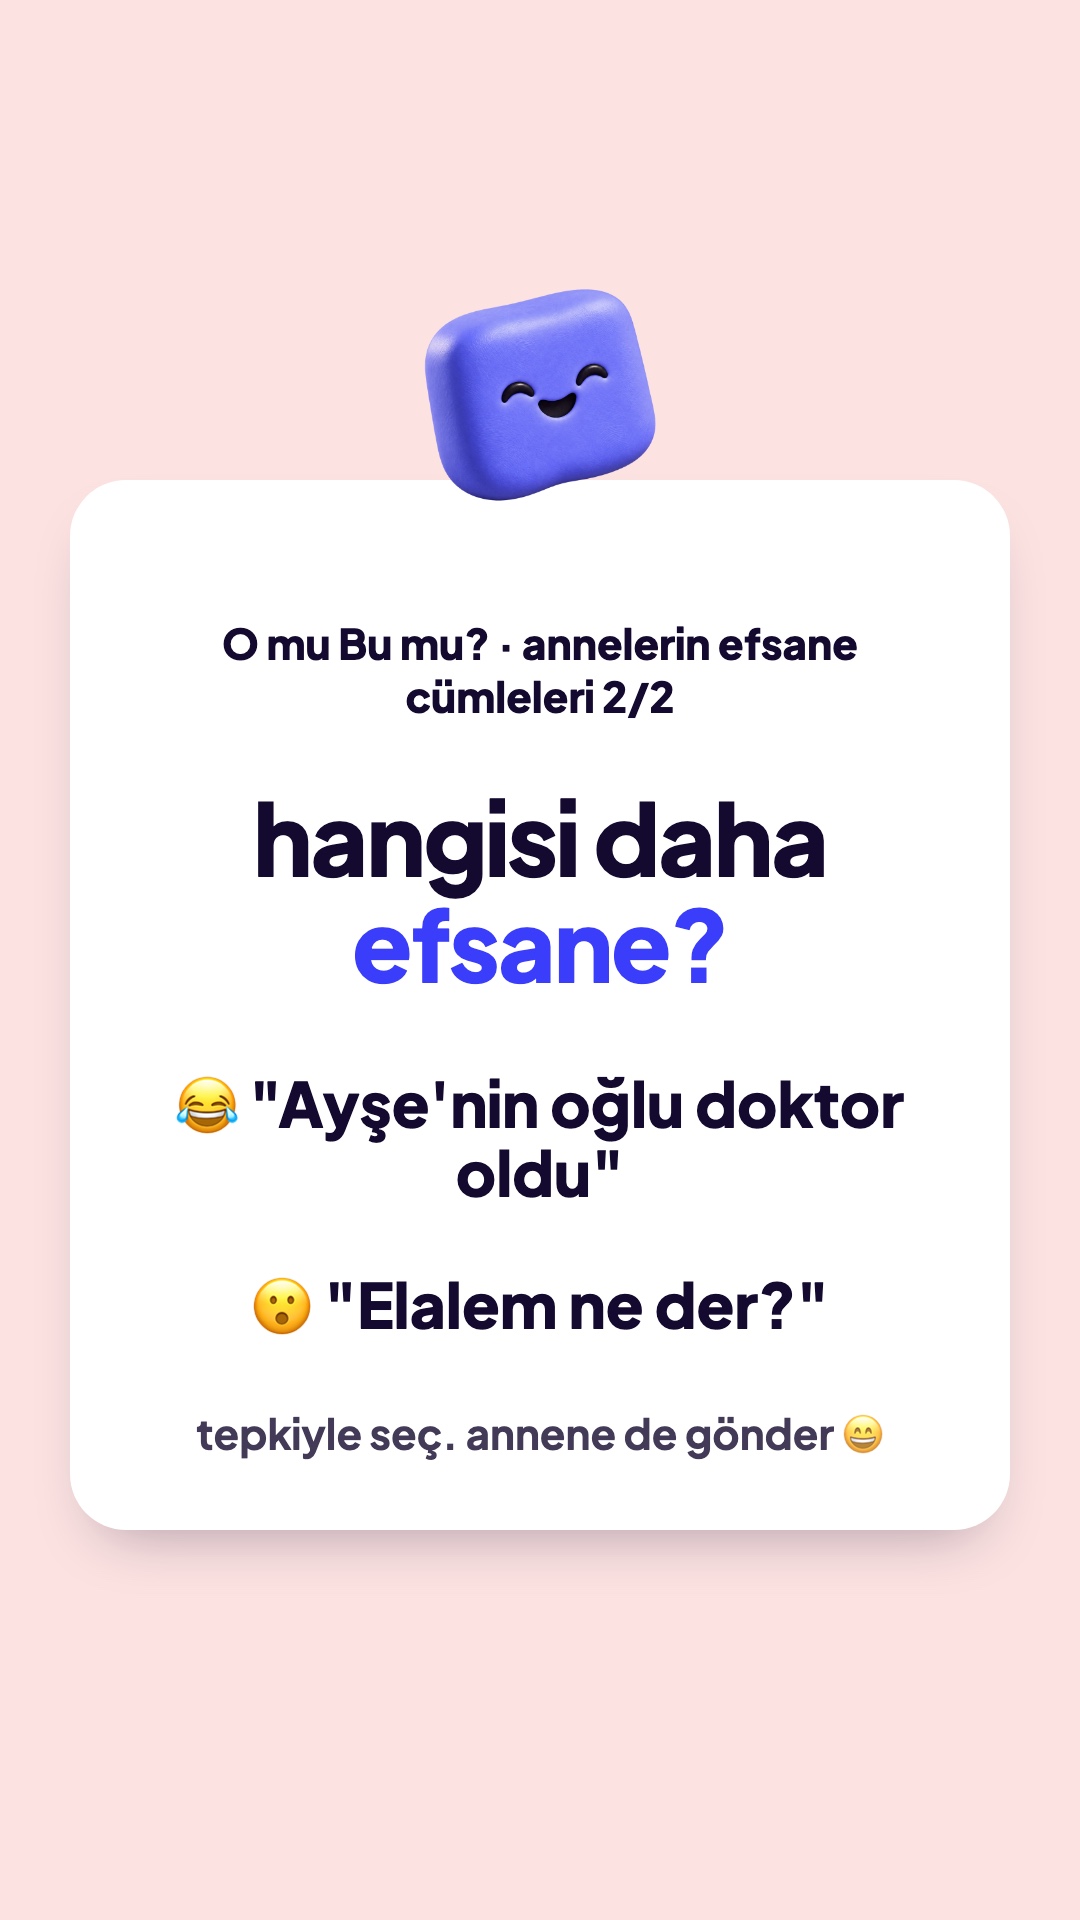 O mu Bu mu? · annelerin efsane
cümleleri 2/2
hangisi daha
efsane?
😂 "Ayşe'nin oğlu doktor
oldu"
😮 "Elalem ne der?"
tepkiyle seç. annene de gönder 😄